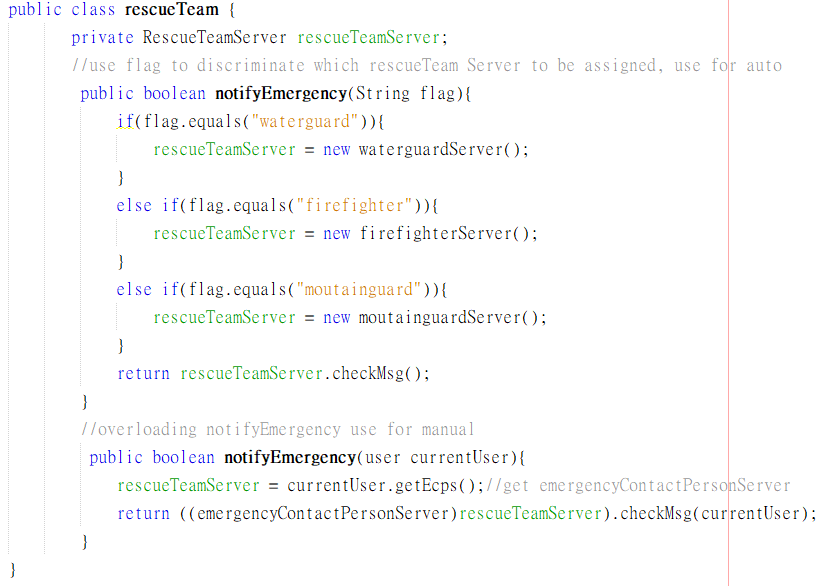 public class rescueTeam {
private RescueTeamServer rescueTeamServer;
//use flag to discriminate which rescueTeam Server to be assigned, use for auto
public boolean notifyEmergency(String flag){
if(flag.equals("waterguard")){
rescueTeamServer = new waterguardServer();
}
else if(flag.equals("firefighter")){
rescueTeamServer = new firefighterServer();
}
else if(flag.equals("moutainguard")){
rescueTeamServer = new moutainguardServer();
}
return rescueTeamServer.checkMsg();
}
//overloading notifyEmergency use for manual
public boolean notifyEmergency(user currentUser){
rescueTeamServer = currentUser.getEcps();//get emergencyContactPersonServer
return ((emergencyContactPersonServer)rescueTeamServer).checkMsg(currentUser);
}
}